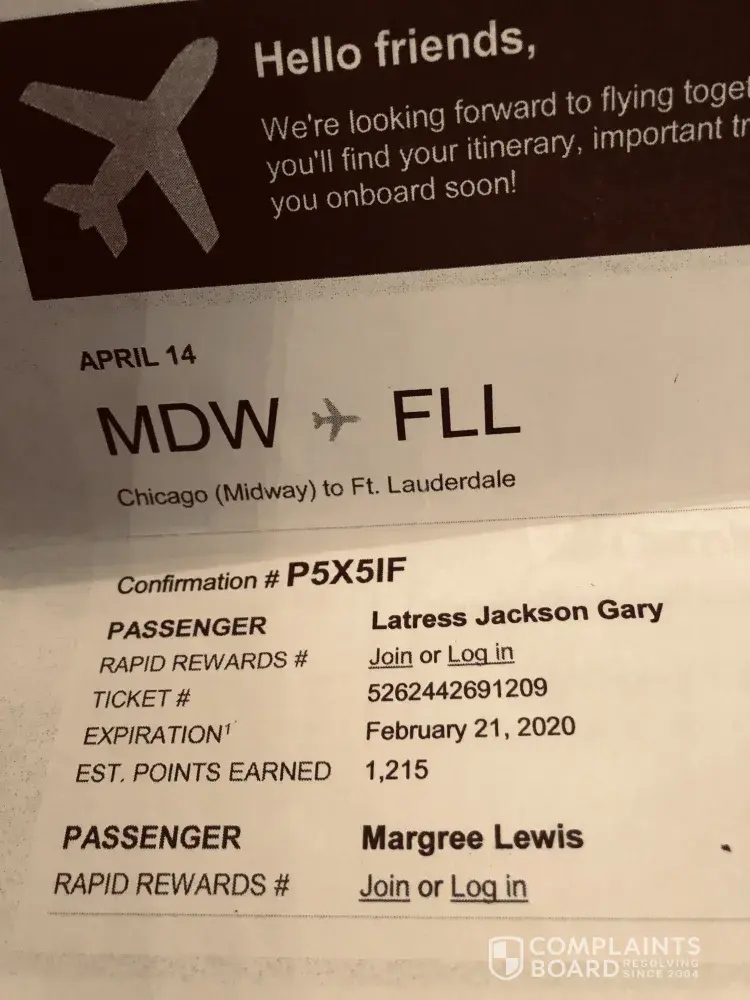 Hello friends,
We're looking forward to flying
you'll find your itinerary, important
you onboard soon!
APRIL 14
MDW FLL
Chicago (Midway) to Ft. Lauderdale
Confirmation # P5X5IF
PASSENGER Latress Jackson Gary
RAPID REWARDS # Join or Log in
TICKET # 5262442691209
EXPIRATION¹ February 21, 2020
EST. POINTS EARNED 1,215
PASSENGER Margree Lewis
RAPID REWARDS # Join or Log in
COMPLAINTS
BOARD RESOLVING
SINCE 2004